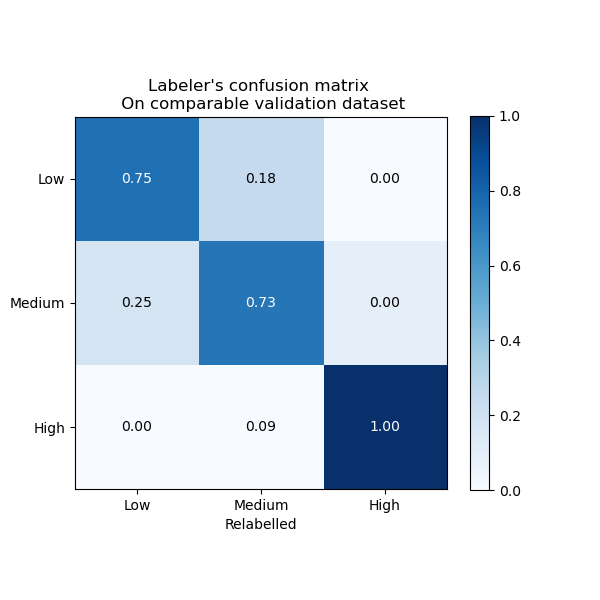 Labeler's confusion matrix
On comparable validation dataset
Low 0.75 0.18 0.00
Medium 0.25 0.73 0.00
High 0.00 0.09 1.00
Low Medium High
Relabelled
1.0
0.8
0.6
0.4
0.2
0.0